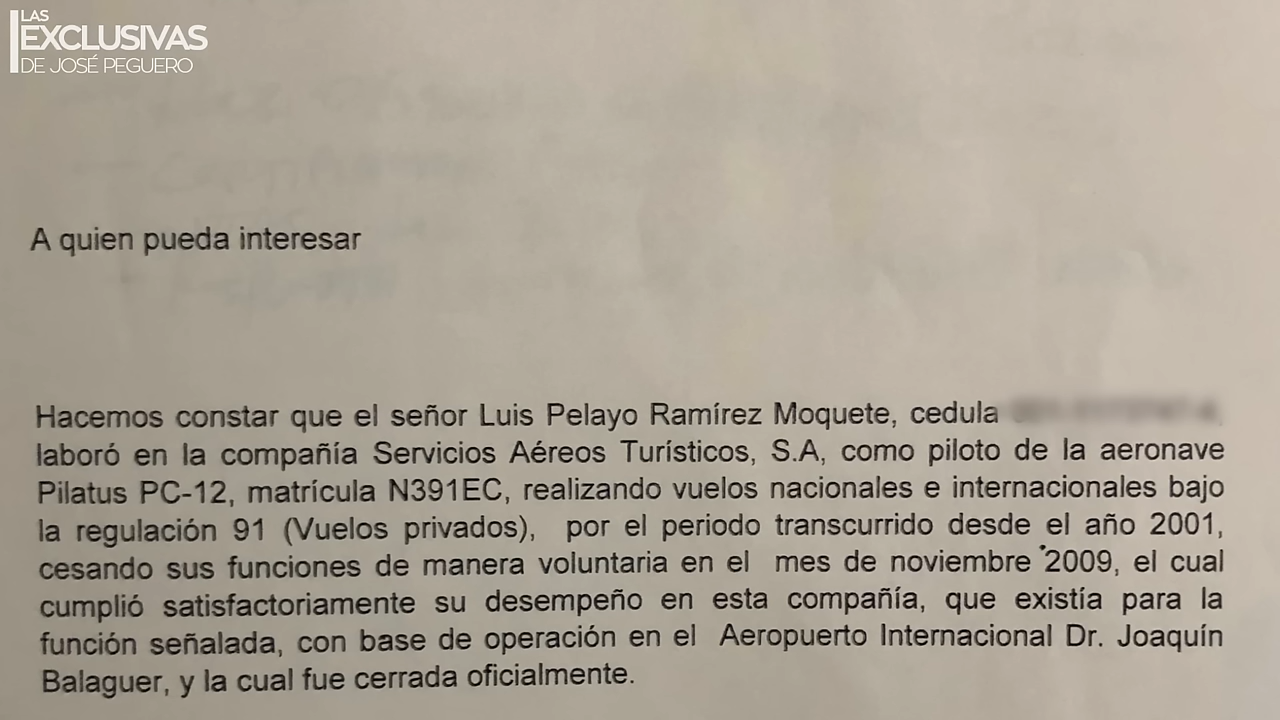 LAS
EXCLUSIVAS
DE JOSÉ PEGUERO
A quien pueda interesar
Hacemos constar que el señor Luis Pelayo Ramírez Moquete, cedula
laboró en la compañía Servicios Aéreos Turísticos, S.A, como piloto de la aeronave
Pilatus PC-12, matrícula N391EC, realizando vuelos nacionales e internacionales bajo
la regulación 91 (Vuelos privados), por el periodo transcurrido desde el año 2001,
cesando sus funciones de manera voluntaria en el mes de noviembre 2009, el cual
cumplió satisfactoriamente su desempeño en esta compañía, que existía para la
función señalada, con base de operación en el Aeropuerto Internacional Dr. Joaquín
Balaguer, y la cual fue cerrada oficialmente.